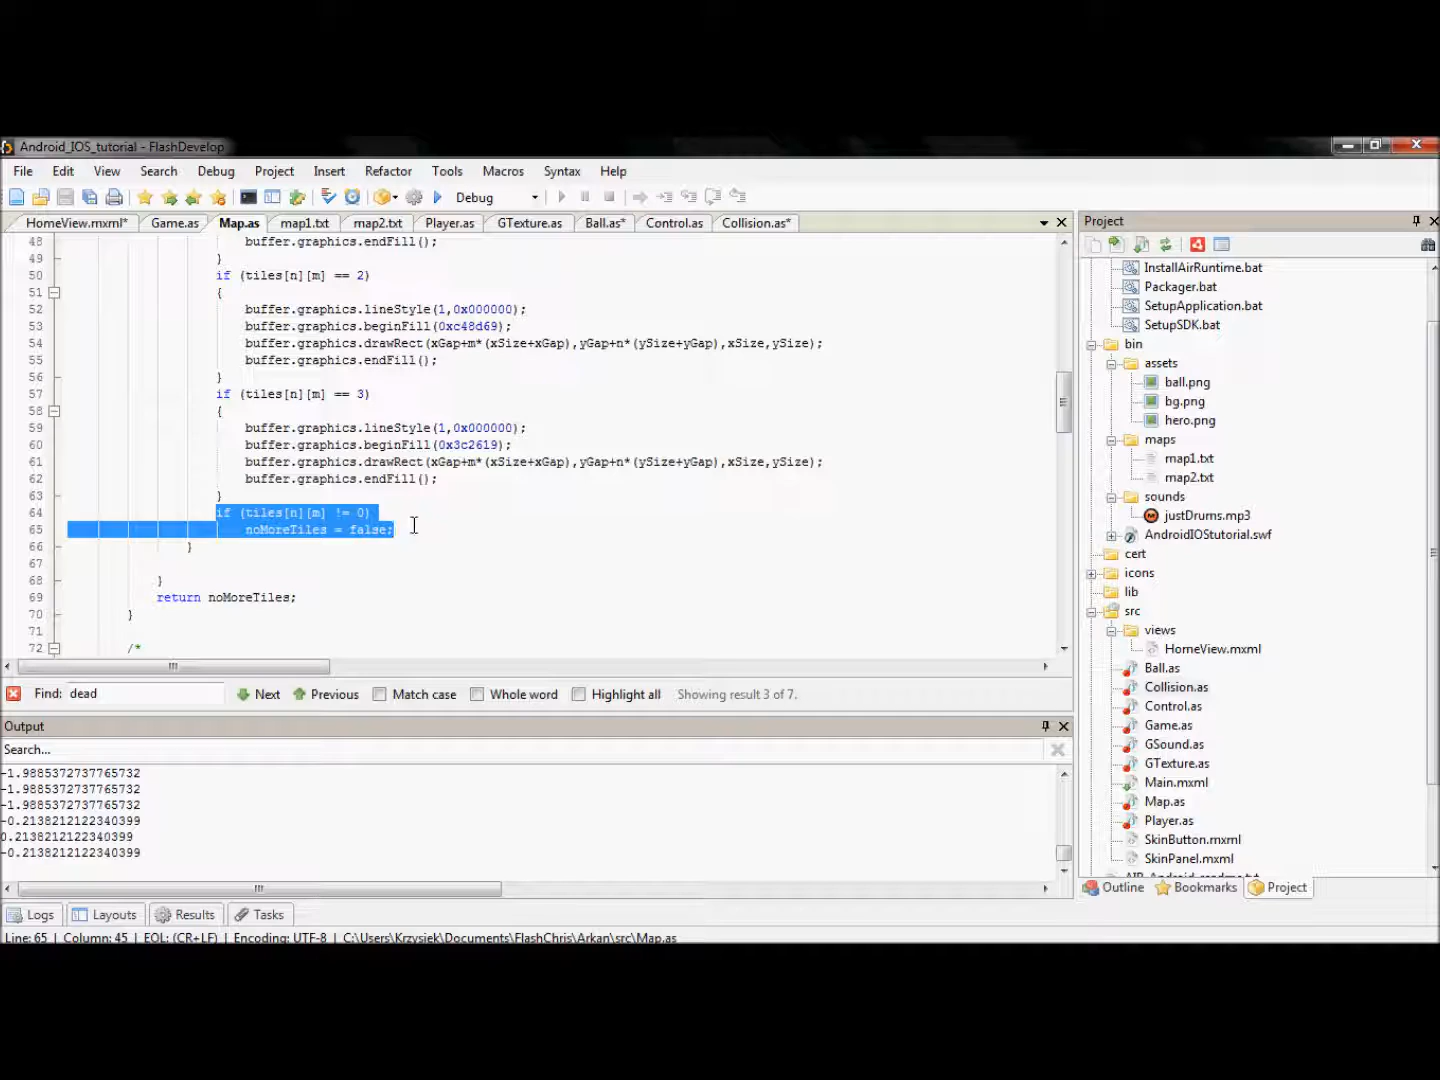 Android_IOS_tutorial - FlashDevelop
File Edit View Search Debug Project Insert Refactor Tools Macros Syntax Help
Debug
HomeView.mxml* Game.as Map.as map1.txt map2.txt Player.as GTexture.as Ball.as* Control.as Collision.as*
48 buffer.graphics.endFill();
49 }
50 if (tiles[n][m] == 2)
51 {
52 buffer.graphics.lineStyle(1,0x000000);
53 buffer.graphics.beginFill(0xc48d69);
54 buffer.graphics.drawRect(xGap+m*(xSize+xGap),yGap+n*(ySize+yGap),xSize,ySize);
55 buffer.graphics.endFill();
56 }
57 if (tiles[n][m] == 3)
58 {
59 buffer.graphics.lineStyle(1,0x000000);
60 buffer.graphics.beginFill(0x3c2619);
61 buffer.graphics.drawRect(xGap+m*(xSize+xGap),yGap+n*(ySize+yGap),xSize,ySize);
62 buffer.graphics.endFill();
63 }
64 if (tiles[n][m] != 0)
65 noMoreTiles = false;
66 }
67
68 }
69 return noMoreTiles;
70 }
71
72 /*
Find: dead Next Previous Match case Whole word Highlight all Showing result 3 of 7.
Output
Search...
-1.9885372737765732
-1.9885372737765732
-1.9885372737765732
-0.2138212122340399
0.2138212122340399
-0.2138212122340399
Logs Layouts Results Tasks
Line: 65 | Column: 45 | EOL: (CR+LF) | Encoding: UTF-8 | C:\Users\Krzysiek\Documents\FlashChris\Arkan\src\Map.as
Project
InstallAirRuntime.bat
Packager.bat
SetupApplication.bat
SetupSDK.bat
bin
assets
ball.png
bg.png
hero.png
maps
map1.txt
map2.txt
sounds
justDrums.mp3
AndroidIOStutorial.swf
cert
icons
lib
src
views
HomeView.mxml
Ball.as
Collision.as
Control.as
Game.as
GSound.as
GTexture.as
Main.mxml
Map.as
Player.as
SkinButton.mxml
SkinPanel.mxml
AIR_Android_readme.txt
Outline Bookmarks Project